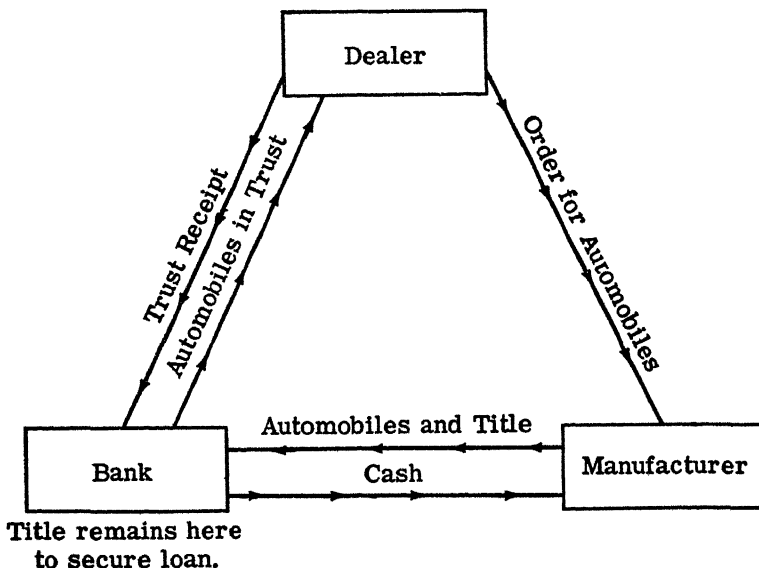 Dealer
Trust Receipt
Automobiles in Trust
Order for Automobiles
Automobiles and Title
Bank
Cash
Manufacturer
Title remains here
to secure loan.